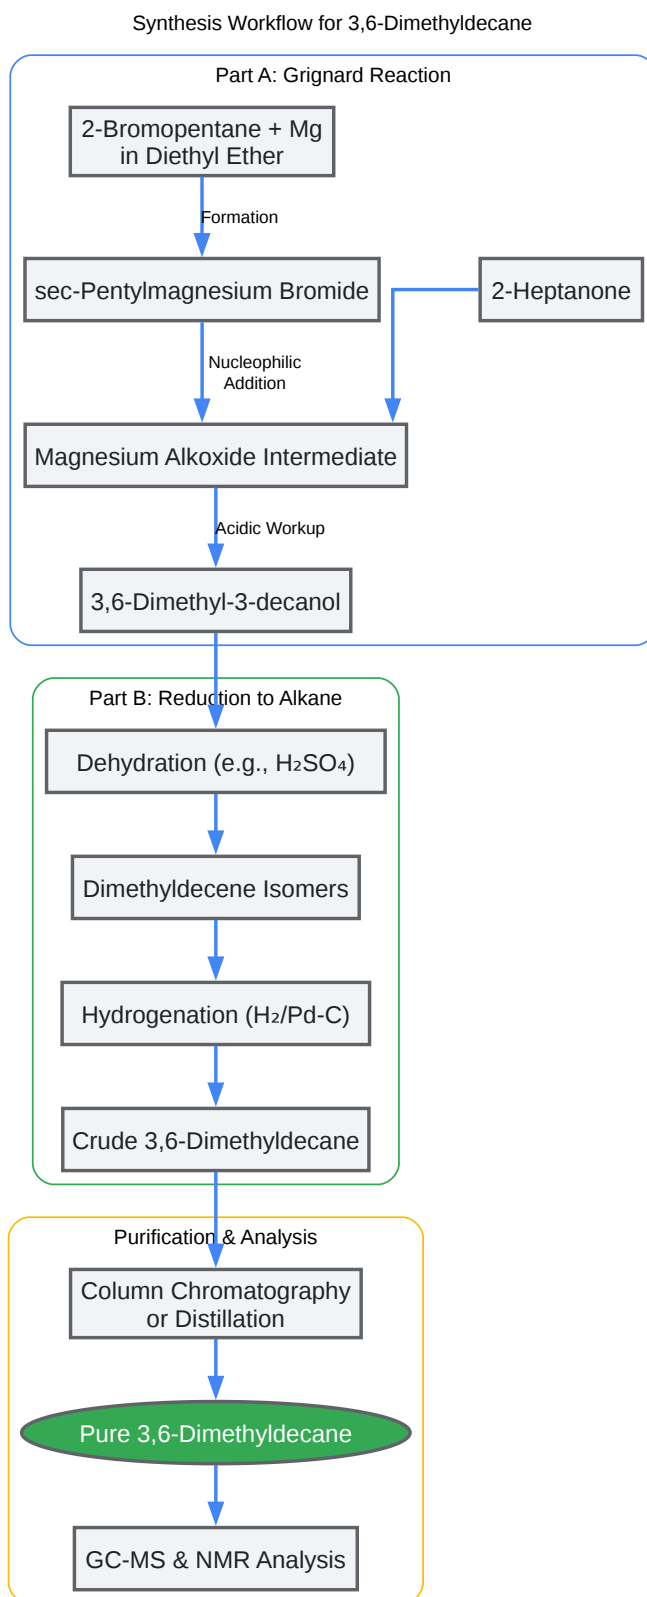 Synthesis Workflow for 3,6-Dimethyldecane
Part A: Grignard Reaction
2-Bromopentane + Mg
in Diethyl Ether
Formation
sec-Pentylmagnesium Bromide
2-Heptanone
Nucleophilic
Addition
Magnesium Alkoxide Intermediate
Acidic Workup
3,6-Dimethyl-3-decanol
Part B: Reduction to Alkane
Dehydration (e.g., H₂SO₄)
Dimethyldecene Isomers
Hydrogenation (H₂/Pd-C)
Crude 3,6-Dimethyldecane
Purification & Analysis
Column Chromatography
or Distillation
Pure 3,6-Dimethyldecane
GC-MS & NMR Analysis